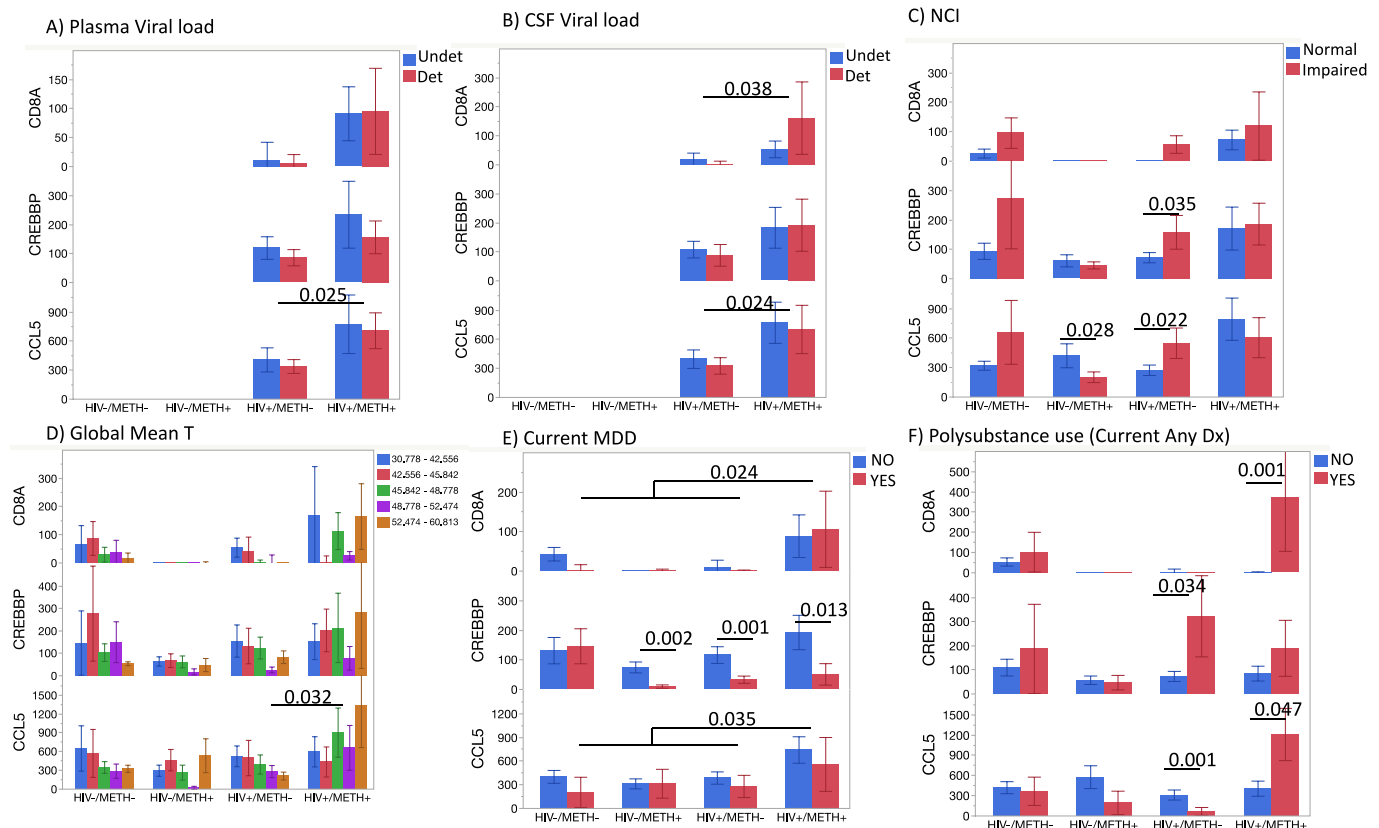 A) Plasma Viral load
Undet
Det
CD8A
150
100
50
0
CREBBP
300
200
100
0
0.025
CCL5
900
600
300
0
HIV-/METH-
HIV-/METH+
HIV+/METH-
HIV+/METH+
B) CSF Viral load
Undet
Det
CD8A
300
200
100
0
0.038
CREBBP
300
200
100
0
0.024
CCL5
900
600
300
0
HIV-/METH-
HIV-/METH+
HIV+/METH-
HIV+/METH+
C) NCI
Normal
Impaired
CD8A
300
200
100
0
CREBBP
300
200
100
0
0.035
CCL5
900
600
300
0
0.028
0.022
HIV-/METH-
HIV-/METH+
HIV+/METH-
HIV+/METH+
D) Global Mean T
30.778 - 42.556
42.556 - 45.842
45.842 - 48.778
48.778 - 52.474
52.474 - 60.813
CD8A
300
200
100
0
CREBBP
400
300
200
100
0
CCL5
1500
1200
900
600
300
0
0.032
HIV-/METH-
HIV-/METH+
HIV+/METH-
HIV+/METH+
E) Current MDD
NO
YES
CD8A
200
100
0
0.024
CREBBP
300
200
100
0
0.002
0.001
0.013
CCL5
900
600
300
0
0.035
HIV-/METH-
HIV-/METH+
HIV+/METH-
HIV+/METH+
F) Polysubstance use (Current Any Dx)
NO
YES
CD8A
500
400
300
200
100
0
0.001
CREBBP
400
300
200
100
0
0.034
CCL5
1500
1200
900
600
300
0
0.001
0.047
HIV-/METH-
HIV-/METH+
HIV+/METH-
HIV+/METH+